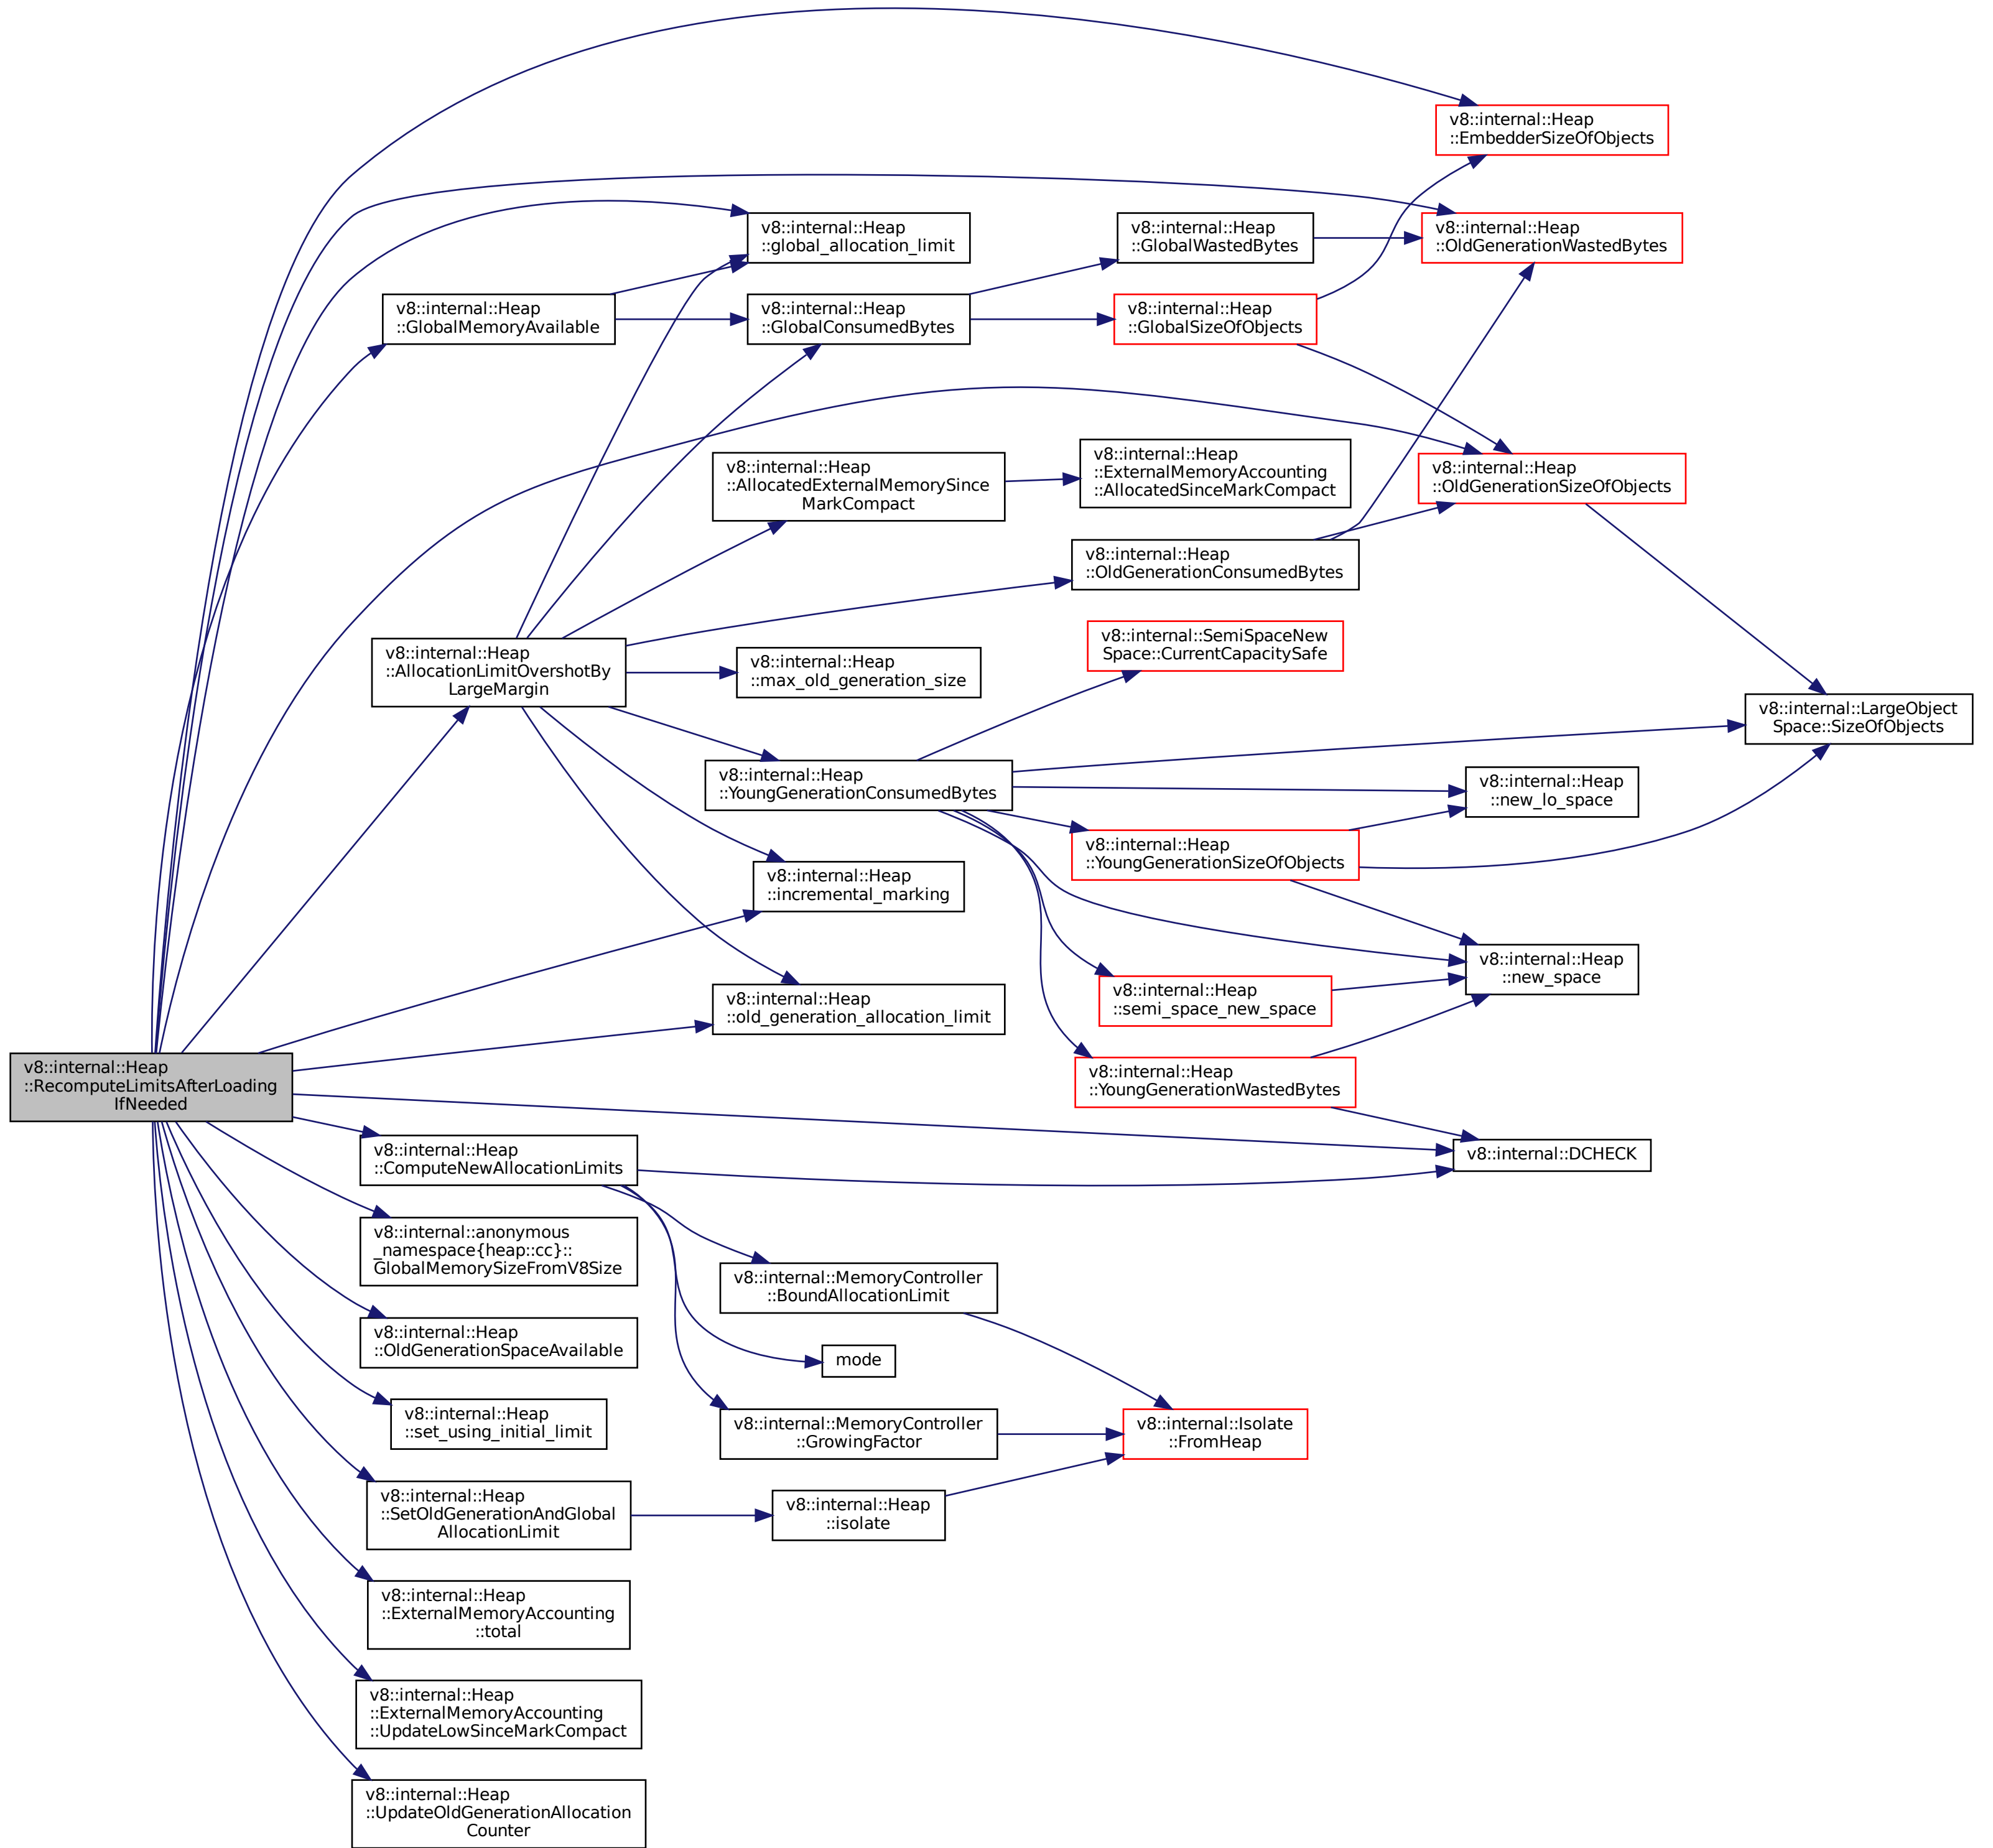 v8::internal::Heap
::EmbedderSizeOfObjects
v8::internal::Heap
::global_allocation_limit
v8::internal::Heap
::GlobalWastedBytes
v8::internal::Heap
::OldGenerationWastedBytes
v8::internal::Heap
::GlobalMemoryAvailable
v8::internal::Heap
::GlobalConsumedBytes
v8::internal::Heap
::GlobalSizeOfObjects
v8::internal::Heap
::AllocatedExternalMemorySince
MarkCompact
v8::internal::Heap
::ExternalMemoryAccounting
::AllocatedSinceMarkCompact
v8::internal::Heap
::OldGenerationSizeOfObjects
v8::internal::Heap
::OldGenerationConsumedBytes
v8::internal::Heap
::AllocationLimitOvershotBy
LargeMargin
v8::internal::Heap
::max_old_generation_size
v8::internal::SemiSpaceNew
Space::CurrentCapacitySafe
v8::internal::LargeObject
Space::SizeOfObjects
v8::internal::Heap
::YoungGenerationConsumedBytes
v8::internal::Heap
::new_lo_space
v8::internal::Heap
::YoungGenerationSizeOfObjects
v8::internal::Heap
::incremental_marking
v8::internal::Heap
::new_space
v8::internal::Heap
::old_generation_allocation_limit
v8::internal::Heap
::semi_space_new_space
v8::internal::Heap
::RecomputeLimitsAfterLoading
IfNeeded
v8::internal::Heap
::YoungGenerationWastedBytes
v8::internal::Heap
::ComputeNewAllocationLimits
v8::internal::DCHECK
v8::internal::anonymous
_namespace{heap::cc}::
GlobalMemorySizeFromV8Size
v8::internal::MemoryController
::BoundAllocationLimit
v8::internal::Heap
::OldGenerationSpaceAvailable
mode
v8::internal::Heap
::set_using_initial_limit
v8::internal::MemoryController
::GrowingFactor
v8::internal::Isolate
::FromHeap
v8::internal::Heap
::SetOldGenerationAndGlobal
AllocationLimit
v8::internal::Heap
::isolate
v8::internal::Heap
::ExternalMemoryAccounting
::total
v8::internal::Heap
::ExternalMemoryAccounting
::UpdateLowSinceMarkCompact
v8::internal::Heap
::UpdateOldGenerationAllocation
Counter